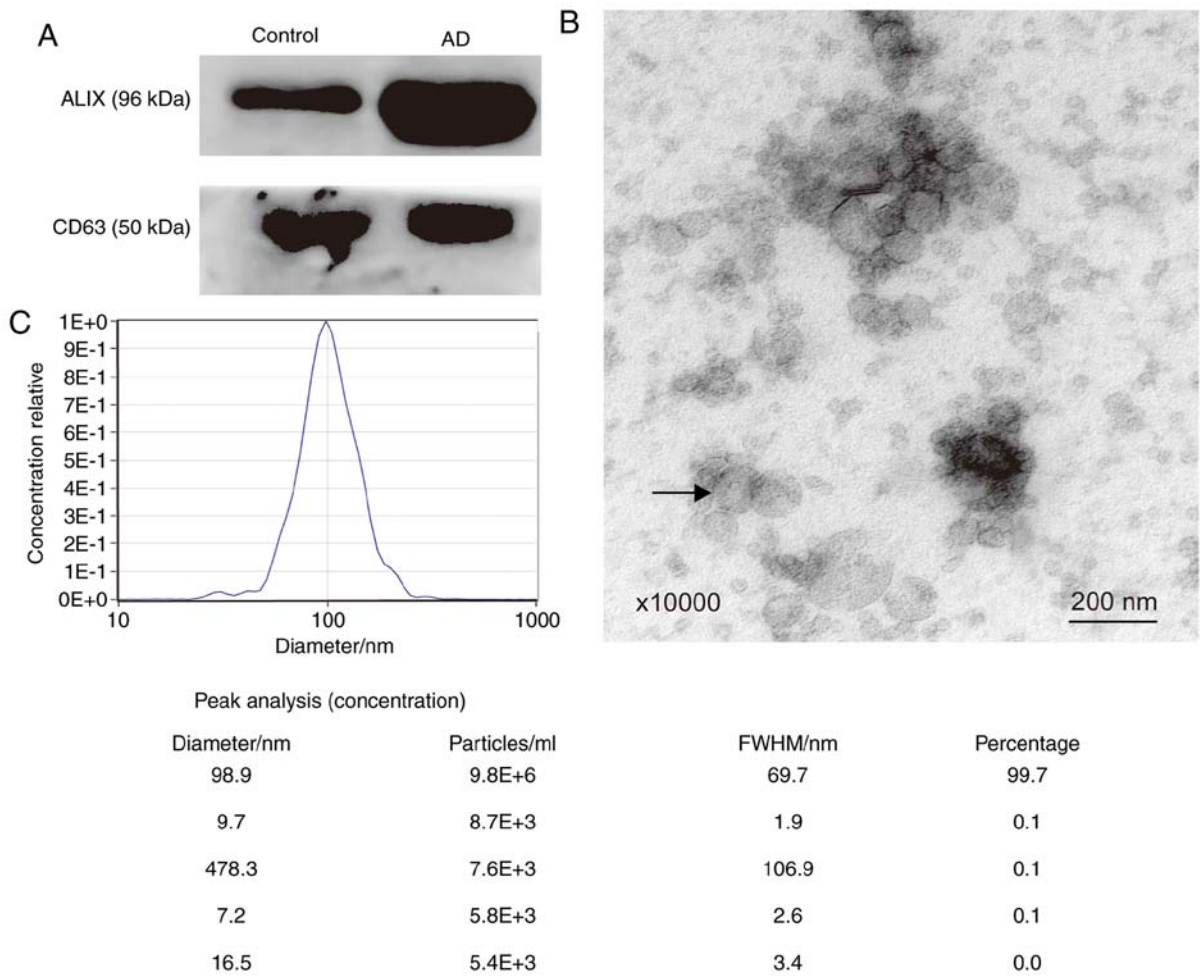 A
Control AD
ALIX (96 kDa)
CD63 (50 kDa)
B
x10000
200 nm
C
Concentration relative
1E+0
9E-1
8E-1
7E-1
6E-1
5E-1
4E-1
3E-1
2E-1
1E-1
0E+0
10 100 1000
Diameter/nm
Peak analysis (concentration)
Diameter/nm Particles/ml FWHM/nm Percentage
98.9 9.8E+6 69.7 99.7
9.7 8.7E+3 1.9 0.1
478.3 7.6E+3 106.9 0.1
7.2 5.8E+3 2.6 0.1
16.5 5.4E+3 3.4 0.0